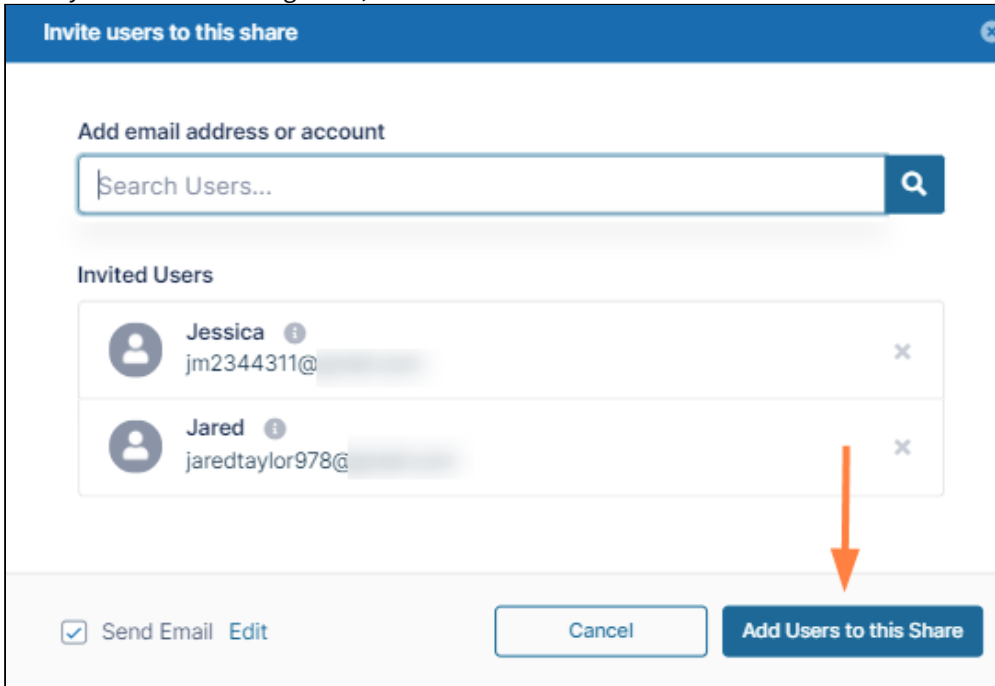 Invite users to this share
Add email address or account
Search Users...
Invited Users
Jessica
jm2344311@
Jared
jaredtaylor978@
Send Email Edit
Cancel
Add Users to this Share